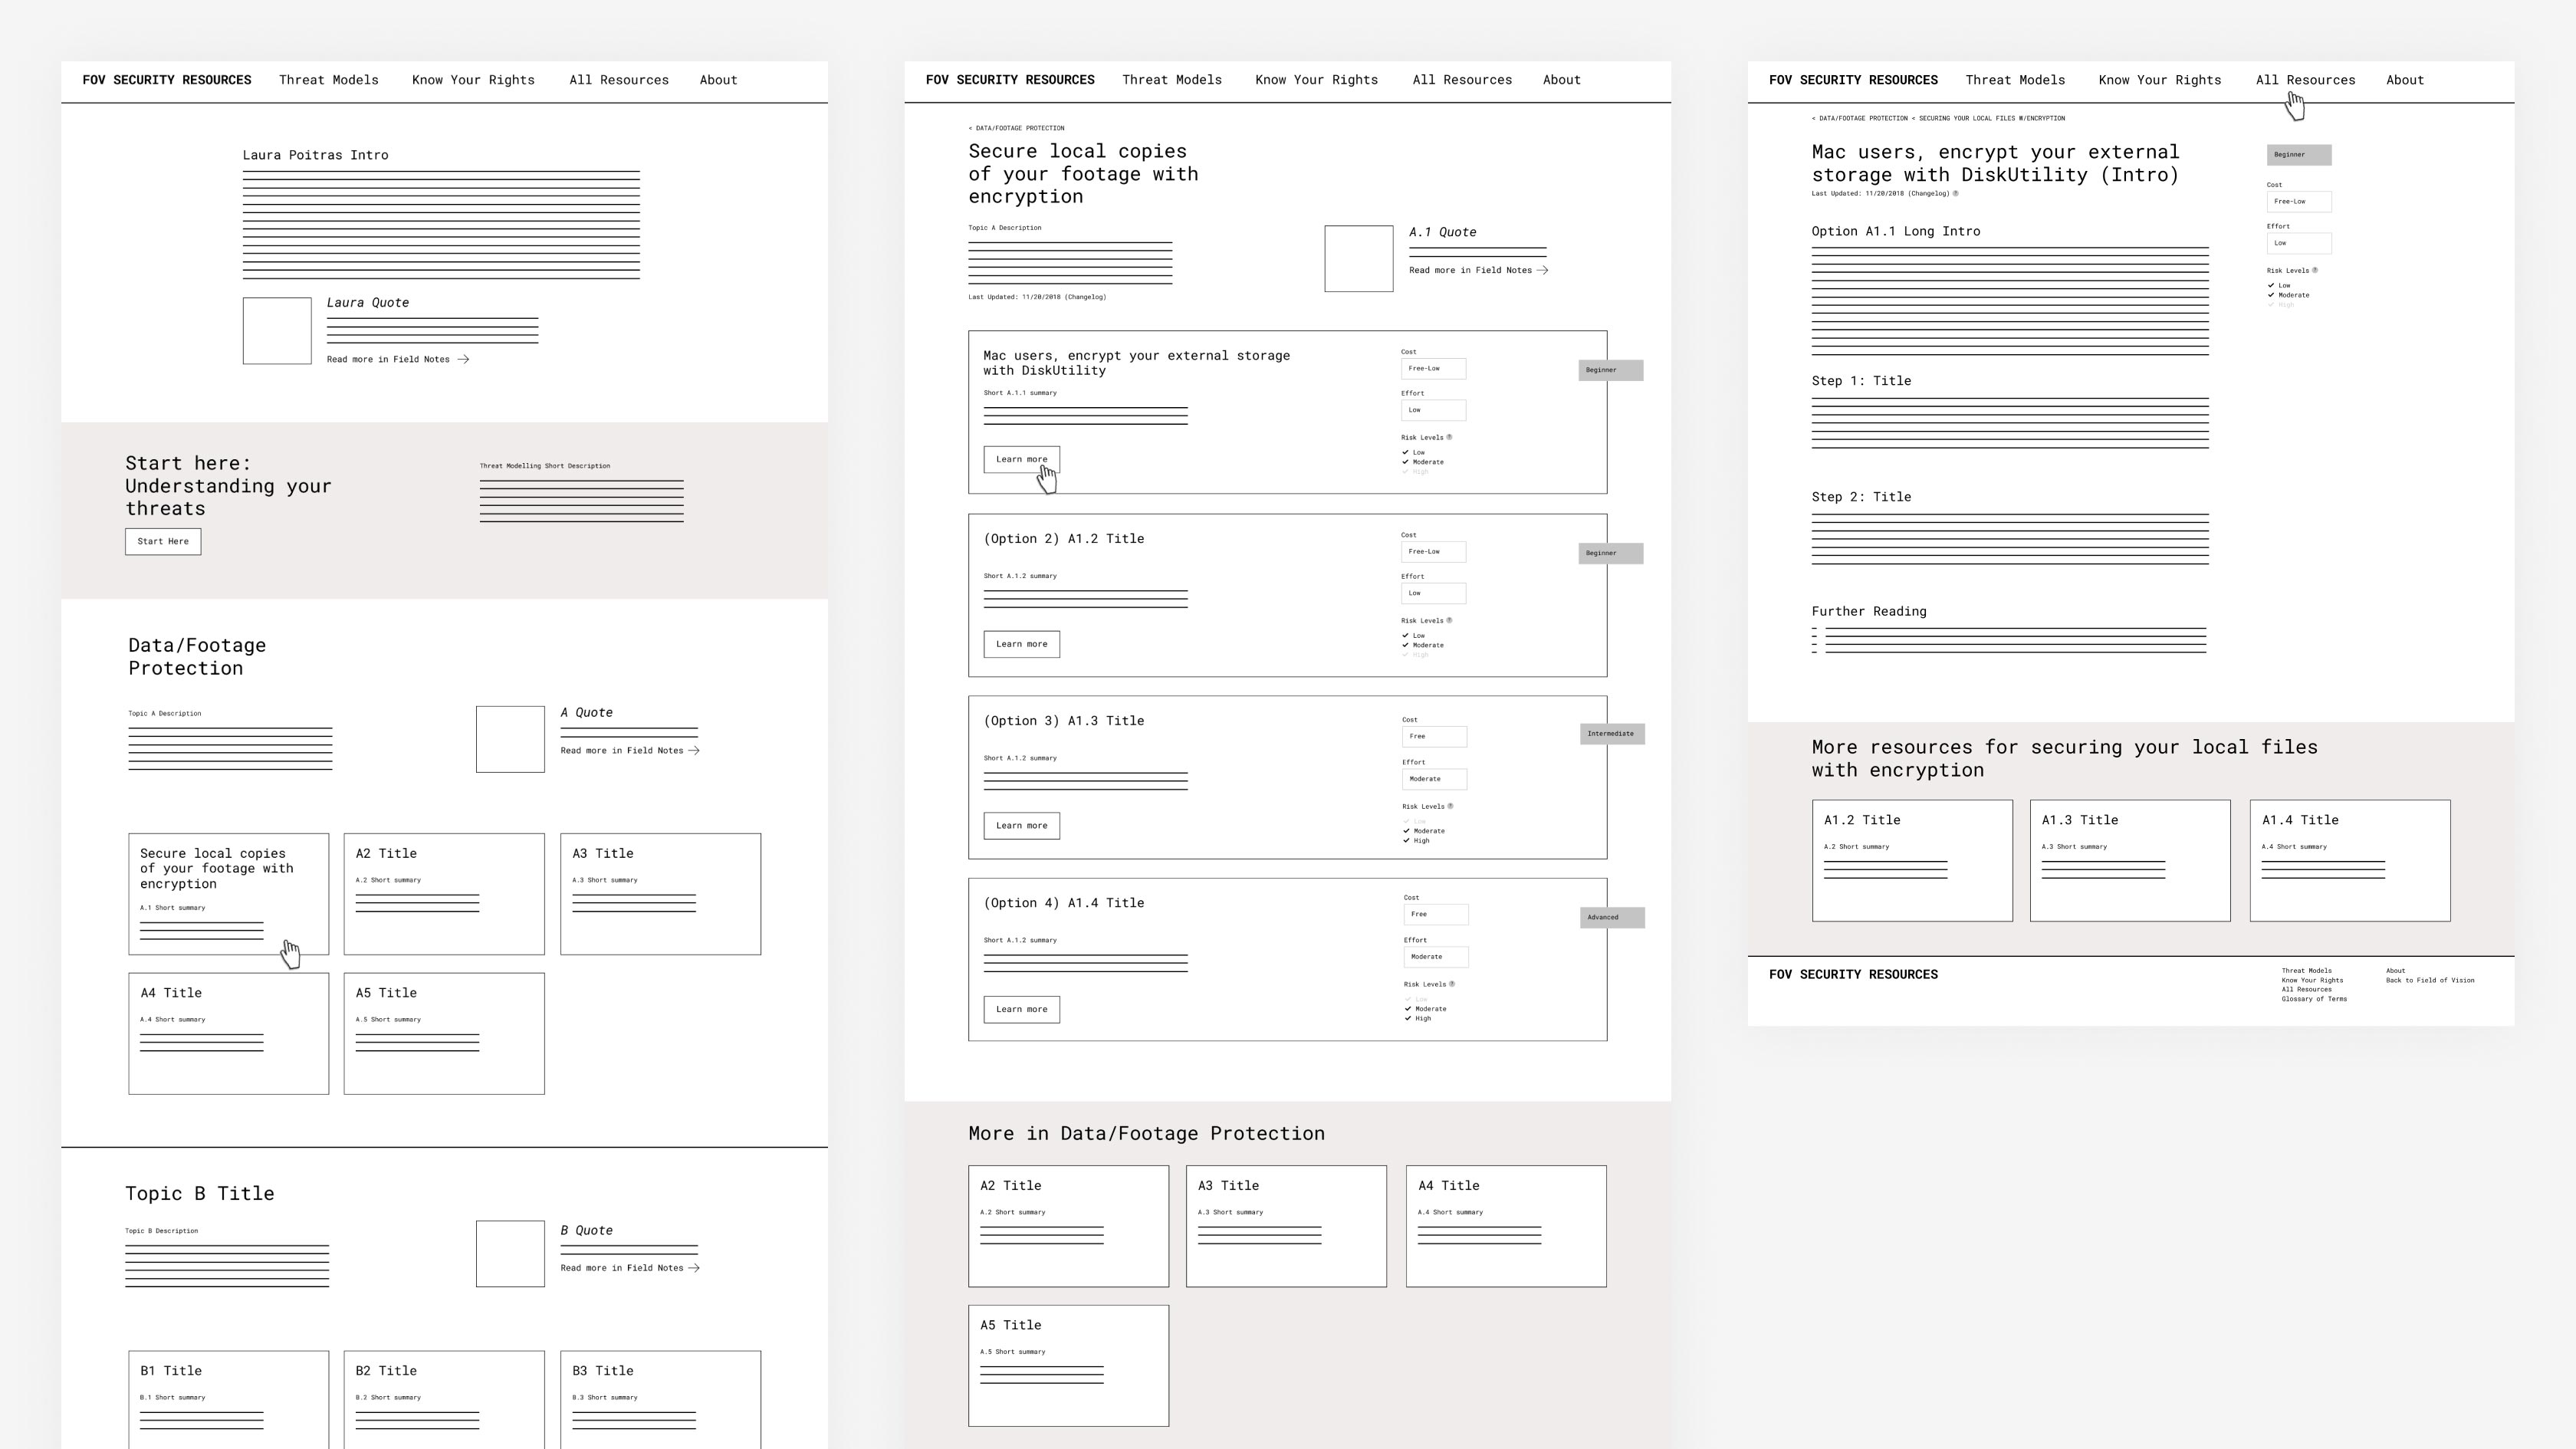 FOV SECURITY RESOURCES Threat Models Know Your Rights All Resources About
Laura Poitras Intro
Laura Quote
Read more in Field Notes
Start here:
Understanding your
threats
Start Here
Threat Modelling Short Description
Data/Footage
Protection
Topic A Description
A Quote
Read more in Field Notes
Secure local copies
of your footage with
encryption
A.1 Short summary
A2 Title
A.2 Short summary
A3 Title
A.3 Short summary
A4 Title
A.4 Short summary
A5 Title
A.5 Short summary
Topic B Title
Topic B Description
B Quote
Read more in Field Notes
B1 Title
B.1 Short summary
B2 Title
B.2 Short summary
B3 Title
B.3 Short summary
FOV SECURITY RESOURCES Threat Models Know Your Rights All Resources About
< DATA/FOOTAGE PROTECTION
Secure local copies
of your footage with
encryption
Topic A Description
Last Updated: 11/20/2018 (Changelog)
A.1 Quote
Read more in Field Notes
Mac users, encrypt your external storage
with DiskUtility
Short A.1.1 summary
Learn more
Cost
Free-Low
Effort
Low
Risk Levels ?
Low
Moderate
High
Beginner
(Option 2) A1.2 Title
Short A.1.2 summary
Learn more
Cost
Free-Low
Effort
Low
Risk Levels ?
Low
Moderate
High
Beginner
(Option 3) A1.3 Title
Short A.1.2 summary
Learn more
Cost
Free
Effort
Moderate
Risk Levels ?
Low
Moderate
High
Intermediate
(Option 4) A1.4 Title
Short A.1.2 summary
Learn more
Cost
Free
Effort
Moderate
Risk Levels ?
Low
Moderate
High
Advanced
More in Data/Footage Protection
A2 Title
A.2 Short summary
A3 Title
A.3 Short summary
A4 Title
A.4 Short summary
A5 Title
A.5 Short summary
FOV SECURITY RESOURCES Threat Models Know Your Rights All Resources About
< DATA/FOOTAGE PROTECTION < SECURING YOUR LOCAL FILES W/ENCRYPTION
Mac users, encrypt your external
storage with DiskUtility (Intro)
Last Updated: 11/20/2018 (Changelog) ?
Option A1.1 Long Intro
Step 1: Title
Step 2: Title
Further Reading
Beginner
Cost
Free-Low
Effort
Low
Risk Levels ?
Low
Moderate
High
More resources for securing your local files
with encryption
A1.2 Title
A.2 Short summary
A1.3 Title
A.3 Short summary
A1.4 Title
A.4 Short summary
FOV SECURITY RESOURCES
Threat Models
Know Your Rights
All Resources
Glossary of Terms
About
Back to Field of Vision